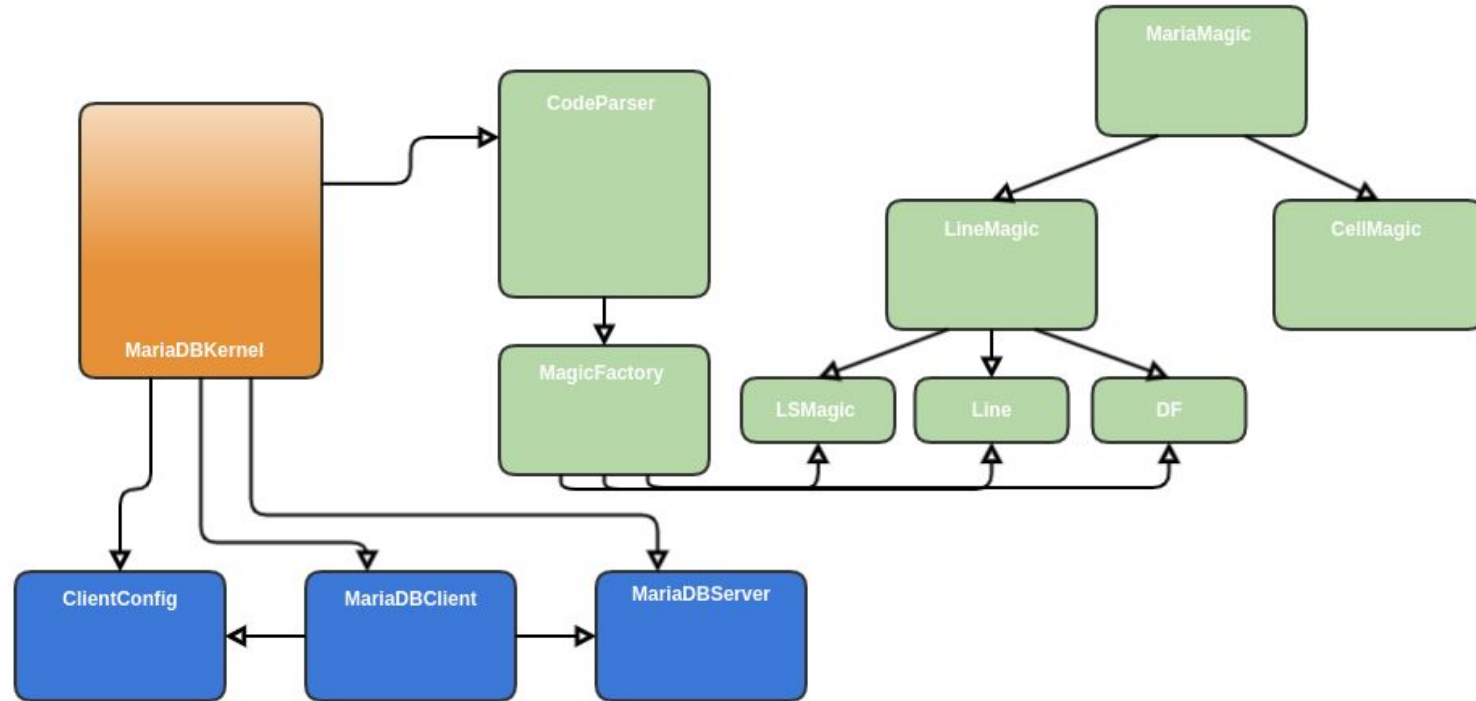 MariaMagic
CodeParser
LineMagic
CellMagic
MariaDBKernel
MagicFactory
LSMagic
Line
DF
ClientConfig
MariaDBClient
MariaDBServer